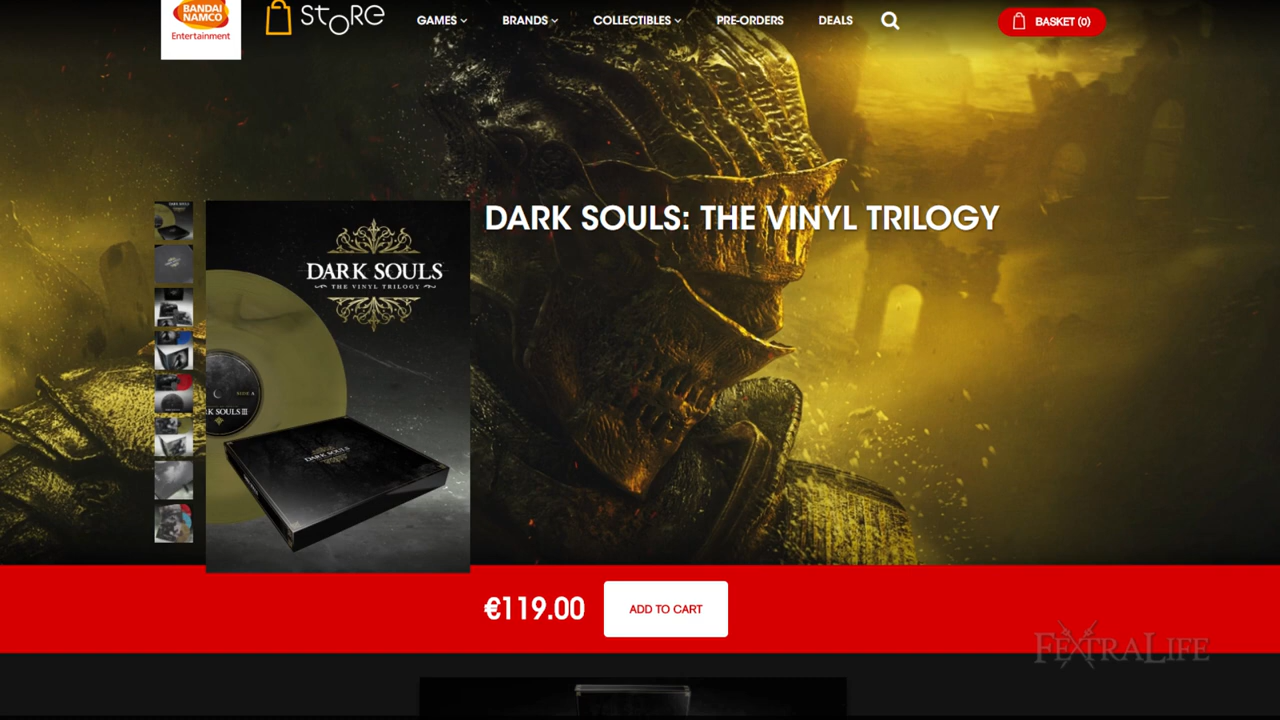 BANDAI
NAMCO
Entertainment
STORE
GAMES
BRANDS
COLLECTIBLES
PRE-ORDERS
DEALS
BASKET (0)
DARK SOULS: THE VINYL TRILOGY
DARK SOULS
THE VINYL TRILOGY
SIDE A
RK SOULS III
DARK SOULS
€119.00
ADD TO CART
FEXTRALIFE